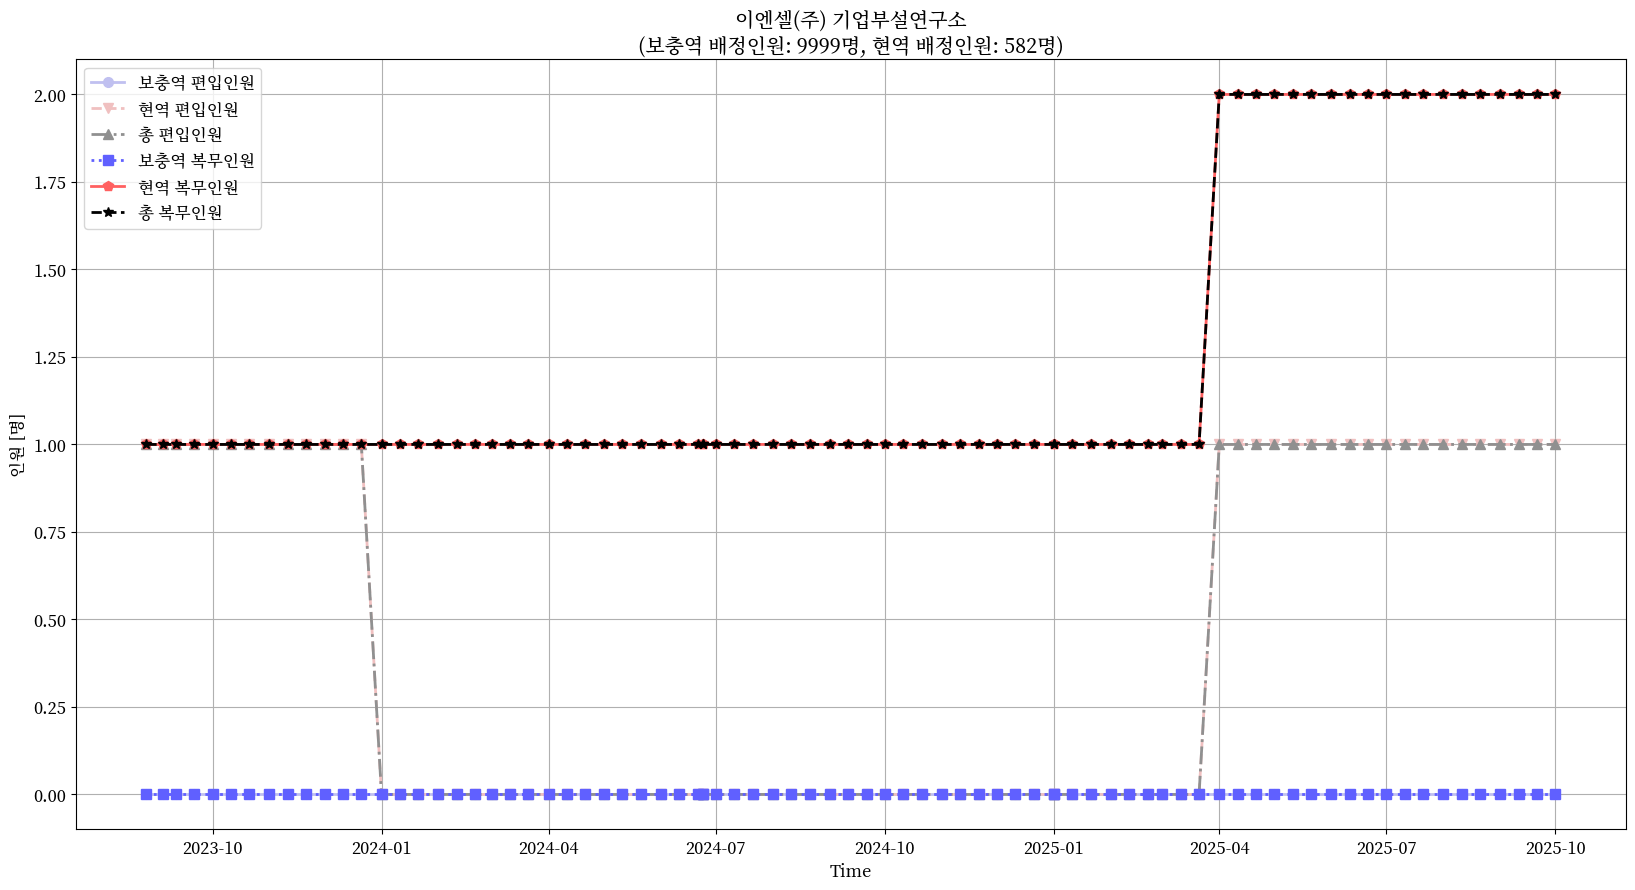 이엔셀(주) 기업부설연구소
(보충역 배정인원: 9999명, 현역 배정인원: 582명)
보충역 편입인원
현역 편입인원
총 편입인원
보충역 복무인원
현역 복무인원
총 복무인원
2.00
1.75
1.50
1.25
1.00
0.75
0.50
0.25
0.00
인원 [명]
2023-10
2024-01
2024-04
2024-07
2024-10
2025-01
2025-04
2025-07
2025-10
Time